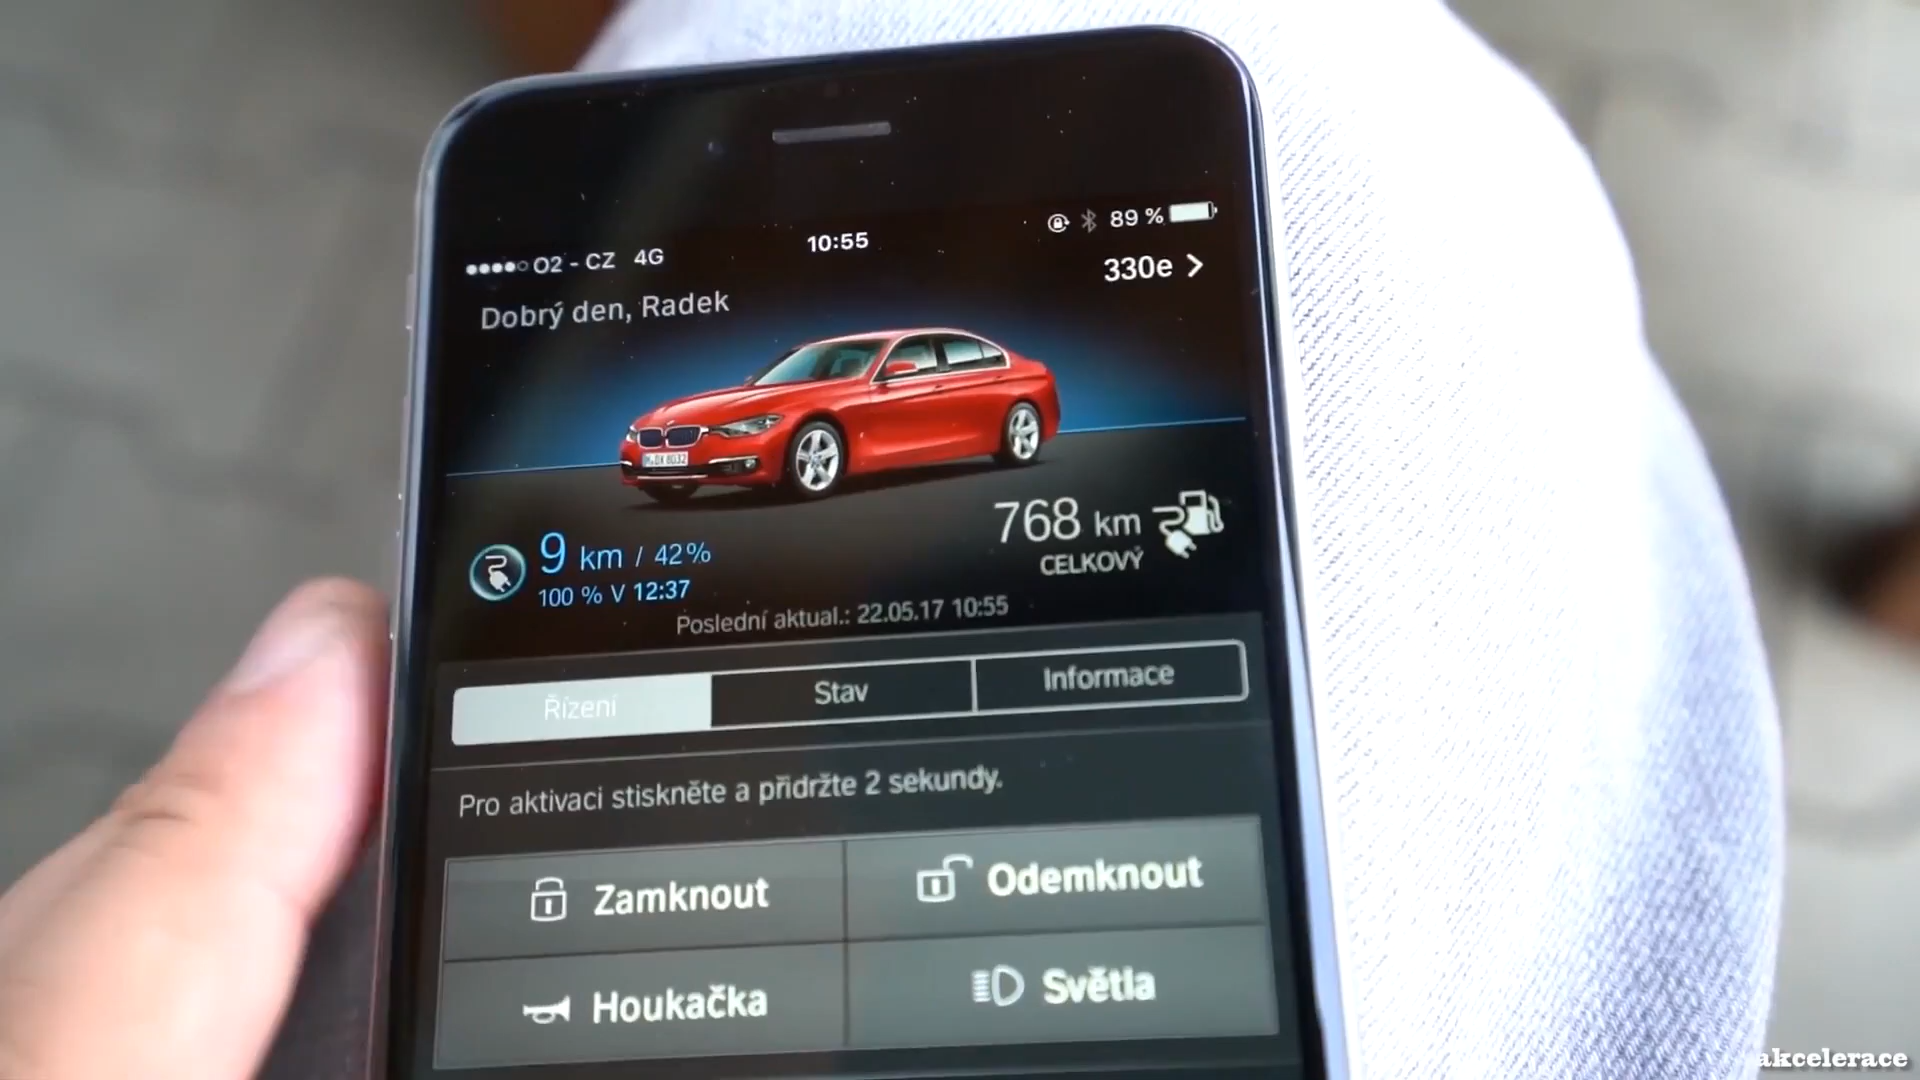 O2 - CZ 4G
10:55
89 %
Dobrý den, Radek
330e
9 km / 42%
100 % V 12:37
768 km
CELKOVÝ
Poslední aktual.: 22.05.17 10:55
Řízení
Stav
Informace
Pro aktivaci stiskněte a přidržte 2 sekundy.
Zamknout
Odemknout
Houkačka
Světla
akcelerace